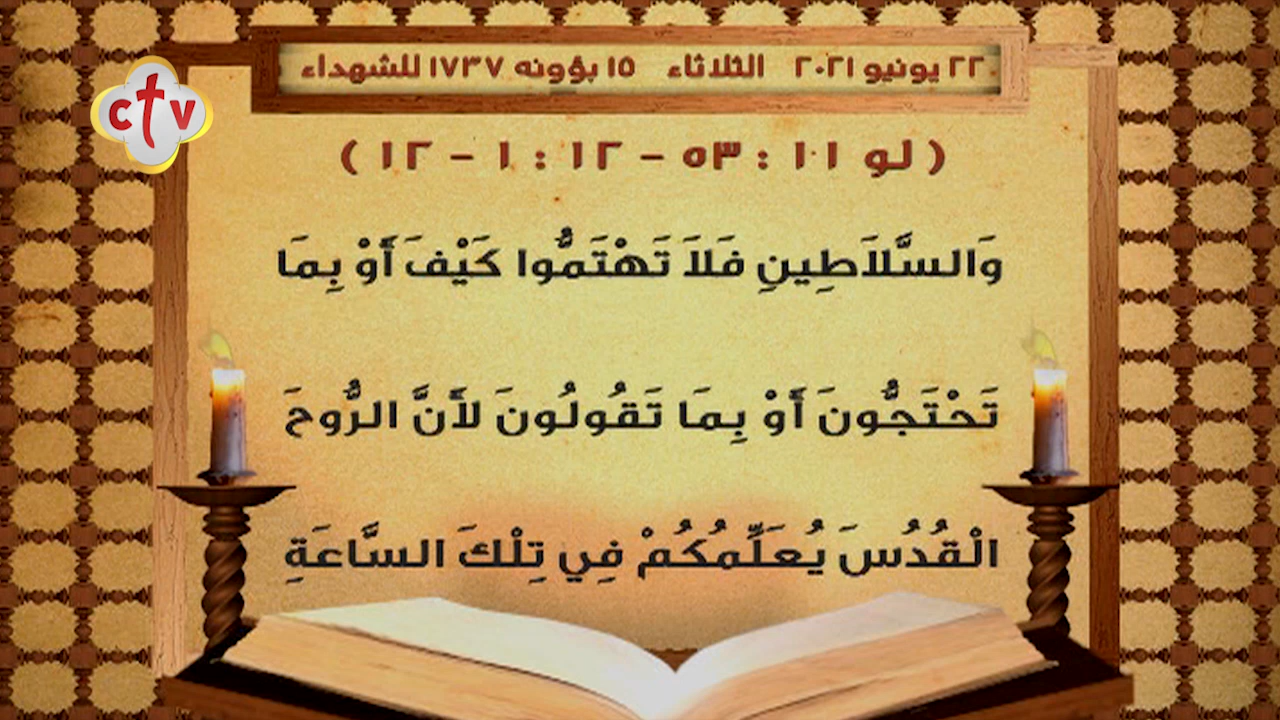 ٢٢ يونيو ٢٠٢١ الثلاثاء ١٥ بؤونه ١٧٣٧ للشهداء
ctv
( لو ١١ : ٥٣ - ١٢ : ١ - ١٢ )
وَالسَّلاَطِينِ فَلاَ تَهْتَمُّوا كَيْفَ أَوْ بِمَا
تَحْتَجُّونَ أَوْ بِمَا تَقُولُونَ لأَنَّ الرُّوحَ
الْقُدُسَ يُعَلِّمُكُمْ فِي تِلْكَ السَّاعَةِ